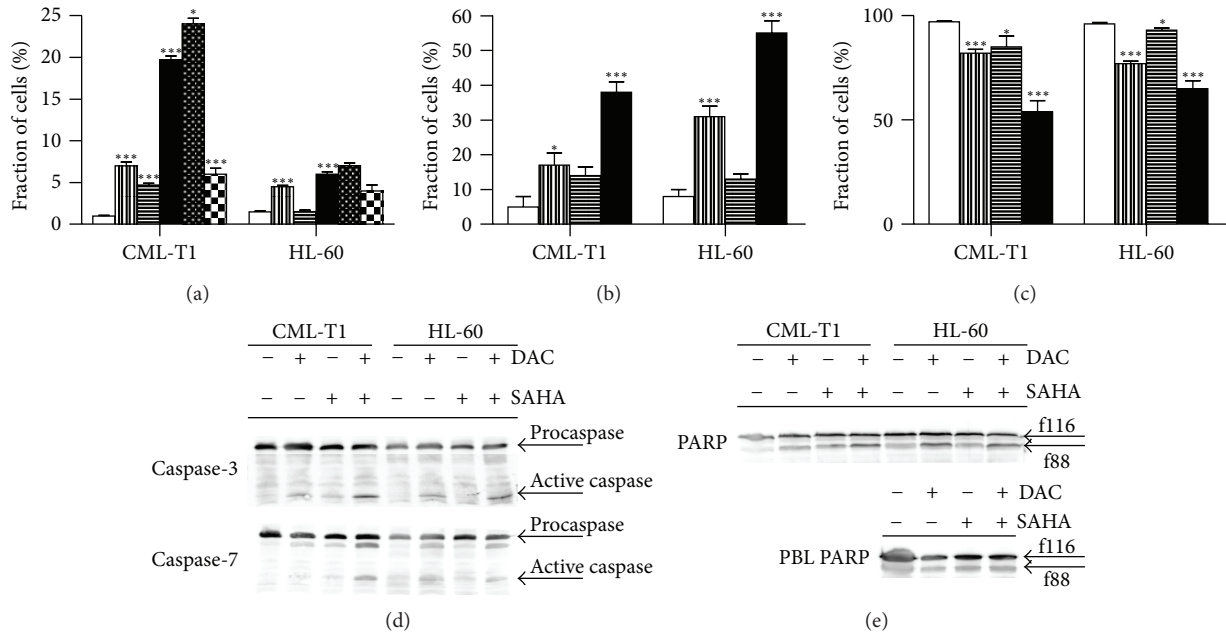 25
20
15
10
5
0
Fraction of cells (%)
***
***
***
*
***
***
***
CML-T1
HL-60
(a)
60
50
40
30
20
10
0
Fraction of cells (%)
*
***
***
***
CML-T1
HL-60
(b)
100
50
0
Fraction of cells (%)
***
*
***
***
*
***
CML-T1
HL-60
(c)
CML-T1 HL-60
− + − + − + − + DAC
− − + + − − + + SAHA
Caspase-3
Procaspase
Active caspase
Caspase-7
Procaspase
Active caspase
(d)
CML-T1 HL-60
− + − + − + − + DAC
− − + + − − + + SAHA
PARP
f116
f88
− + − + DAC
− − + + SAHA
PBL PARP
f116
f88
(e)